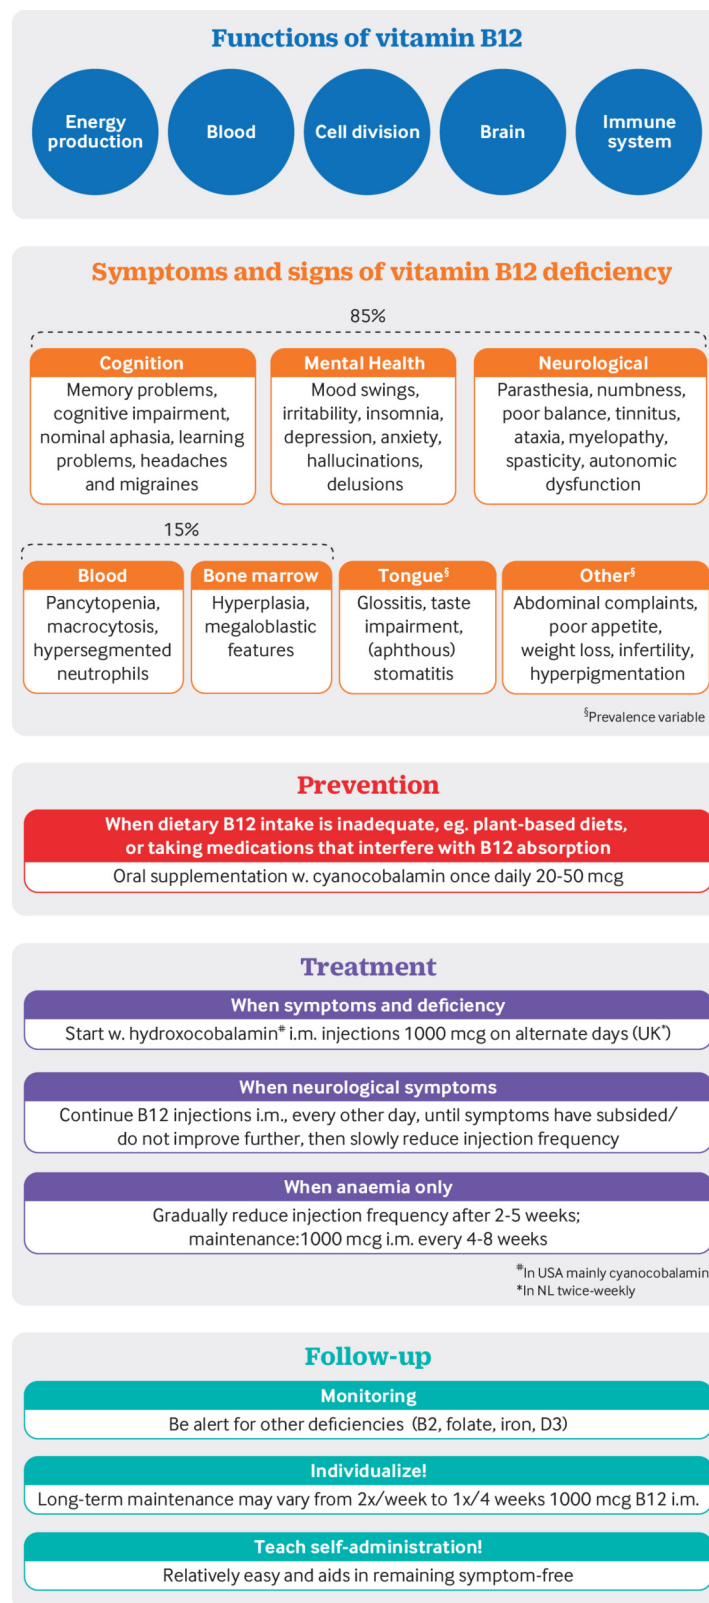 Functions of vitamin B12
Energy
production
Blood
Cell division
Brain
Immune
system
Symptoms and signs of vitamin B12 deficiency
85%
Cognition
Memory problems,
cognitive impairment,
nominal aphasia, learning
problems, headaches
and migraines
Mental Health
Mood swings,
irritability, insomnia,
depression, anxiety,
hallucinations,
delusions
Neurological
Parasthesia, numbness,
poor balance, tinnitus,
ataxia, myelopathy,
spasticity, autonomic
dysfunction
15%
Blood
Pancytopenia,
macrocytosis,
hypersegmented
neutrophils
Bone marrow
Hyperplasia,
megaloblastic
features
Tongue§
Glossitis, taste
impairment,
(aphthous)
stomatitis
Other§
Abdominal complaints,
poor appetite,
weight loss, infertility,
hyperpigmentation
§Prevalence variable
Prevention
When dietary B12 intake is inadequate, eg. plant-based diets,
or taking medications that interfere with B12 absorption
Oral supplementation w. cyanocobalamin once daily 20-50 mcg
Treatment
When symptoms and deficiency
Start w. hydroxocobalamin# i.m. injections 1000 mcg on alternate days (UK*)
When neurological symptoms
Continue B12 injections i.m., every other day, until symptoms have subsided/
do not improve further, then slowly reduce injection frequency
When anaemia only
Gradually reduce injection frequency after 2-5 weeks;
maintenance:1000 mcg i.m. every 4-8 weeks
#In USA mainly cyanocobalamin
*In NL twice-weekly
Follow-up
Monitoring
Be alert for other deficiencies (B2, folate, iron, D3)
Individualize!
Long-term maintenance may vary from 2x/week to 1x/4 weeks 1000 mcg B12 i.m.
Teach self-administration!
Relatively easy and aids in remaining symptom-free